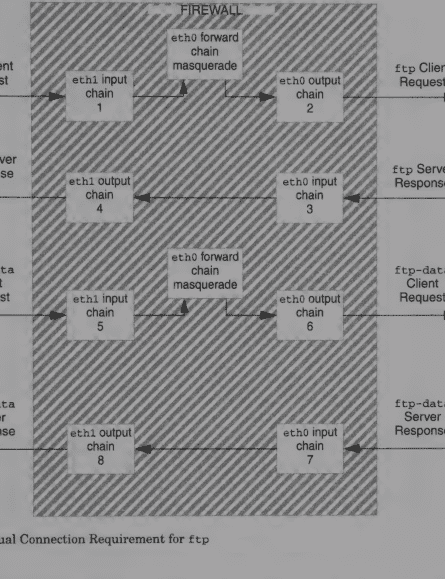 FIREWALL
eth0 forward
chain
masquerade
eth1 input
chain
1
eth0 output
chain
2
ftp Client
Request
eth1 output
chain
4
eth0 input
chain
3
ftp Server
Response
eth0 forward
chain
masquerade
eth1 input
chain
5
eth0 output
chain
6
ftp-data
Client
Request
eth1 output
chain
8
eth0 input
chain
7
ftp-data
Server
Response
ual Connection Requirement for ftp